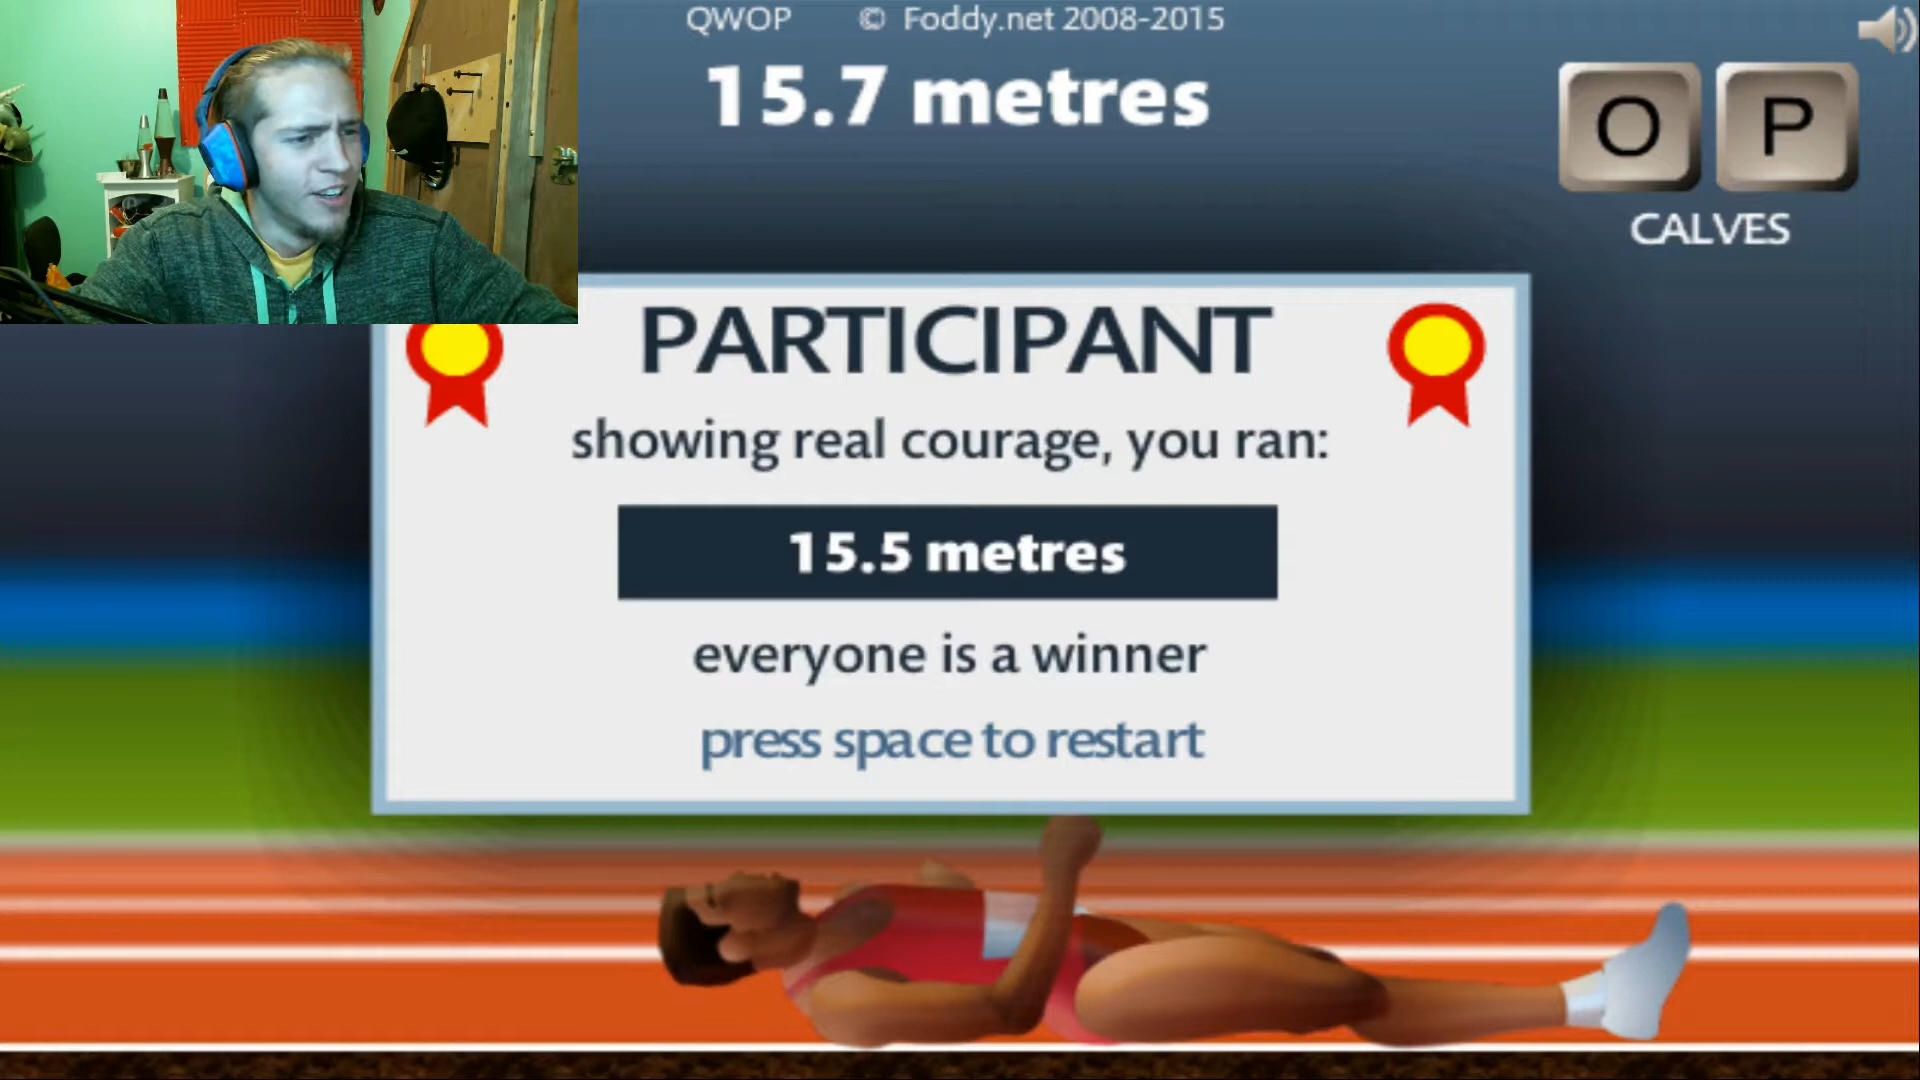 QWOP © Foddy.net 2008-2015
15.7 metres
O P
CALVES
PARTICIPANT
showing real courage, you ran:
15.5 metres
everyone is a winner
press space to restart